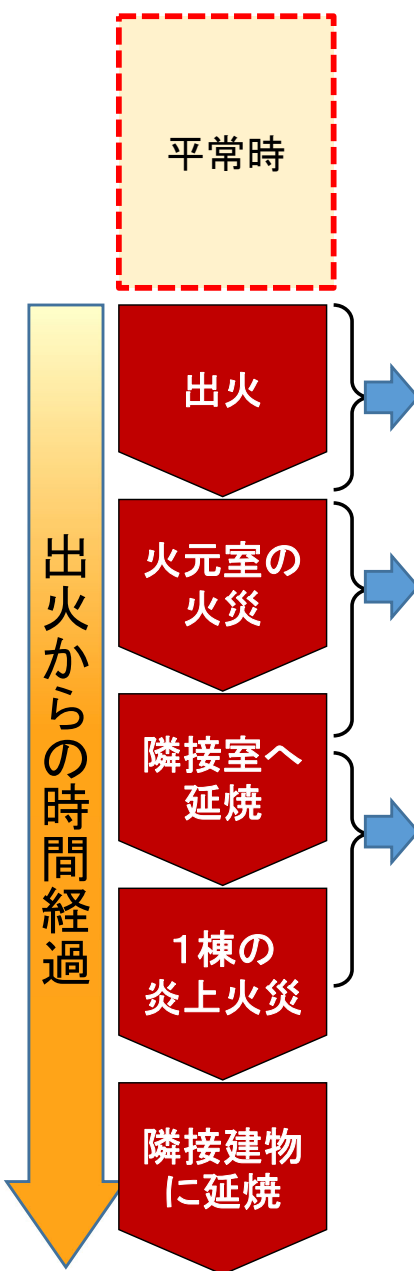 平常時
出火
火元室の
火災
隣接室へ
延焼
1棟の
炎上火災
隣接建物
に延焼
出火からの時間経過